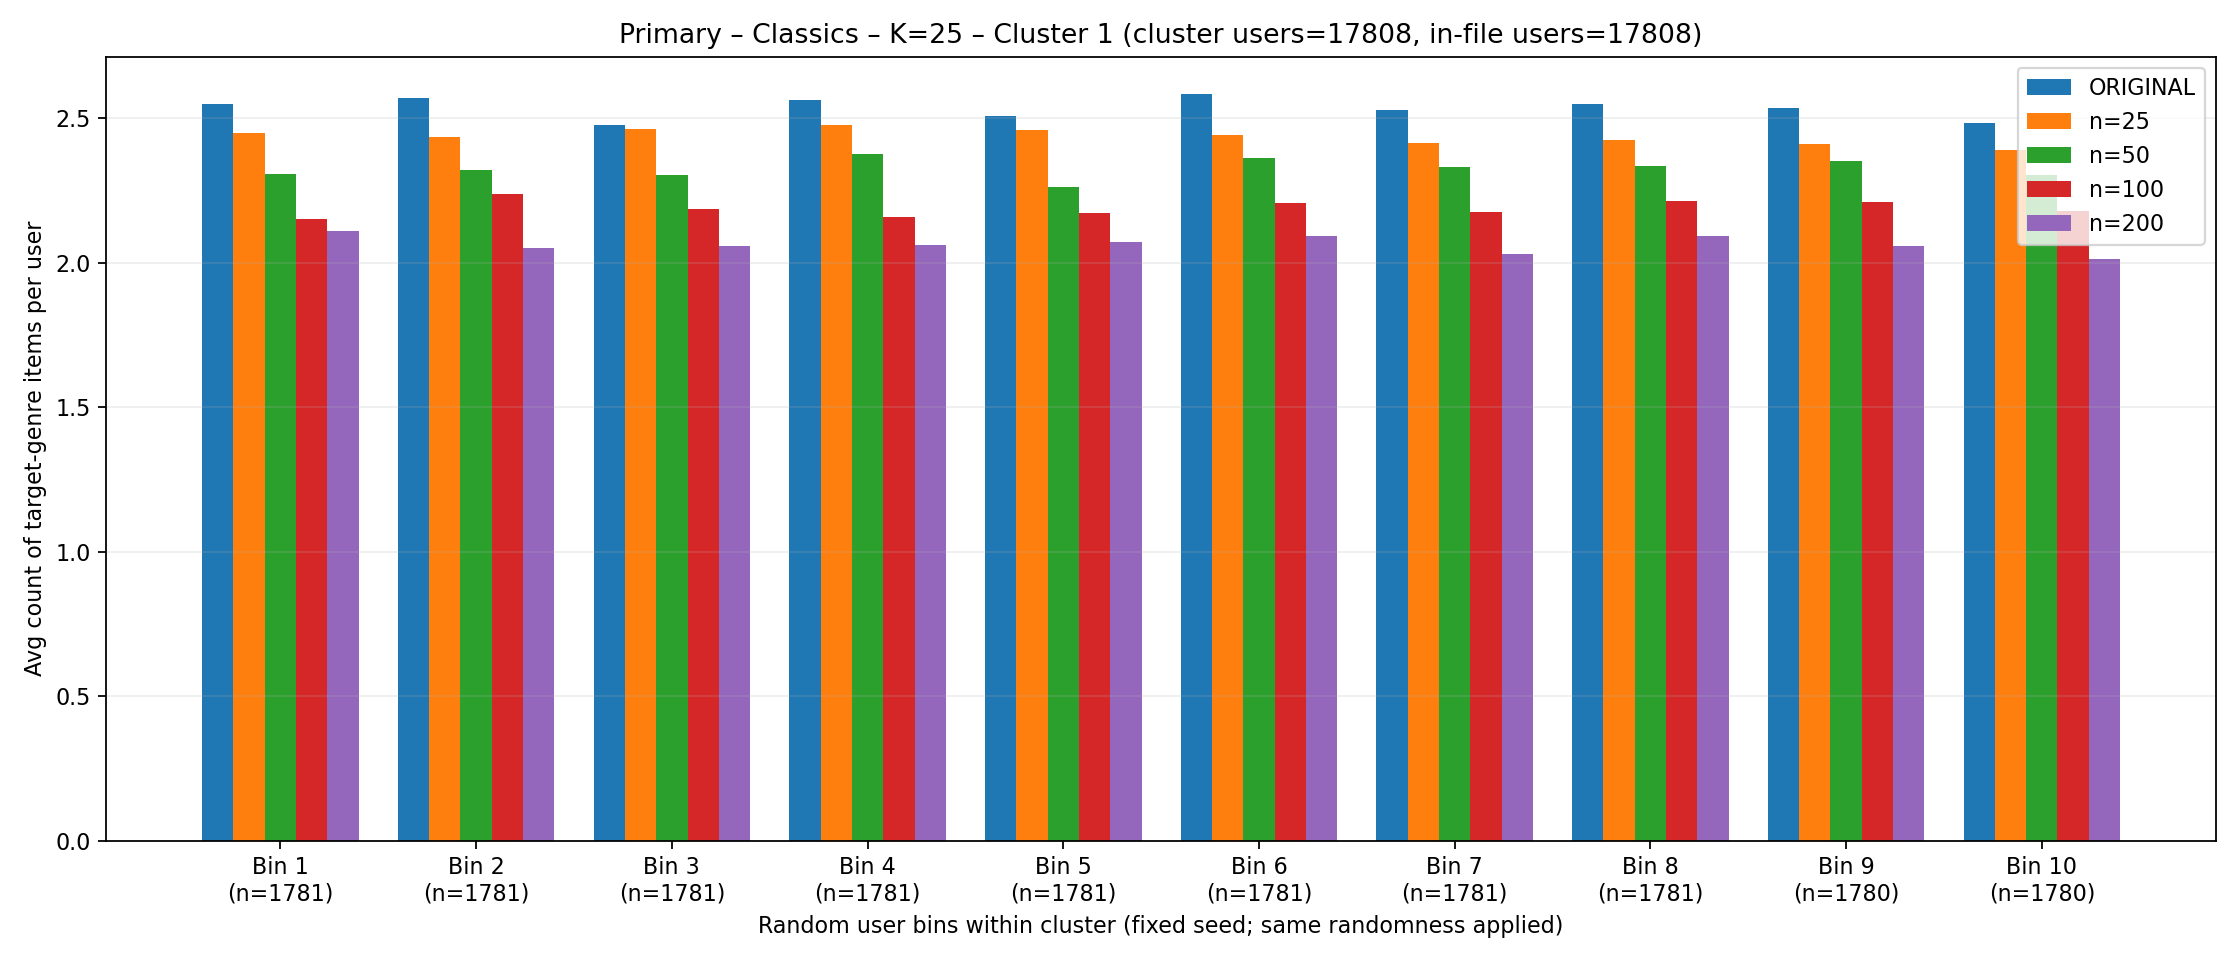 Primary – Classics – K=25 – Cluster 1 (cluster users=17808, in-file users=17808)
Avg count of target-genre items per user
2.5
2.0
1.5
1.0
0.5
0.0
ORIGINAL
n=25
n=50
n=100
n=200
Bin 1
(n=1781)
Bin 2
(n=1781)
Bin 3
(n=1781)
Bin 4
(n=1781)
Bin 5
(n=1781)
Bin 6
(n=1781)
Bin 7
(n=1781)
Bin 8
(n=1781)
Bin 9
(n=1780)
Bin 10
(n=1780)
Random user bins within cluster (fixed seed; same randomness applied)